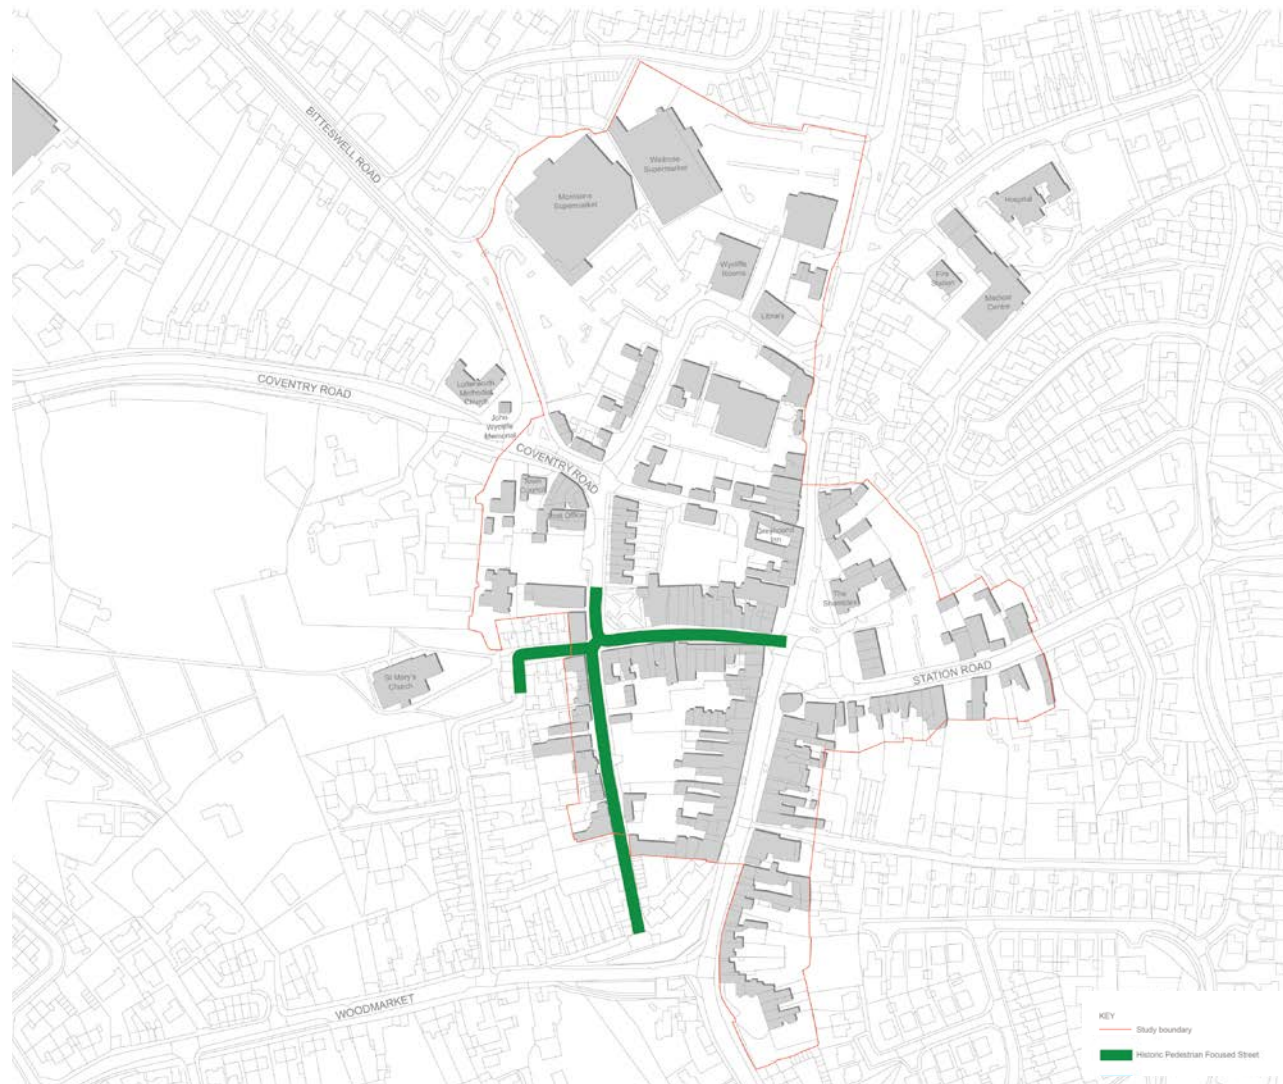 BITTESWELL ROAD
Waitrose
Supermarket
Morrisons
Supermarket
Hospital
Wycliffe
Rooms
Fire
Station
Medical
Centre
Library
COVENTRY ROAD
Lutterworth
Methodist
Church
John
Wycliffe
Memorial
COVENTRY ROAD
Town
Council
Post Office
Greyhound
Inn
The
Shambles
St Mary's
Church
STATION ROAD
WOODMARKET
KEY
Study boundary
Historic Pedestrian Focused Street